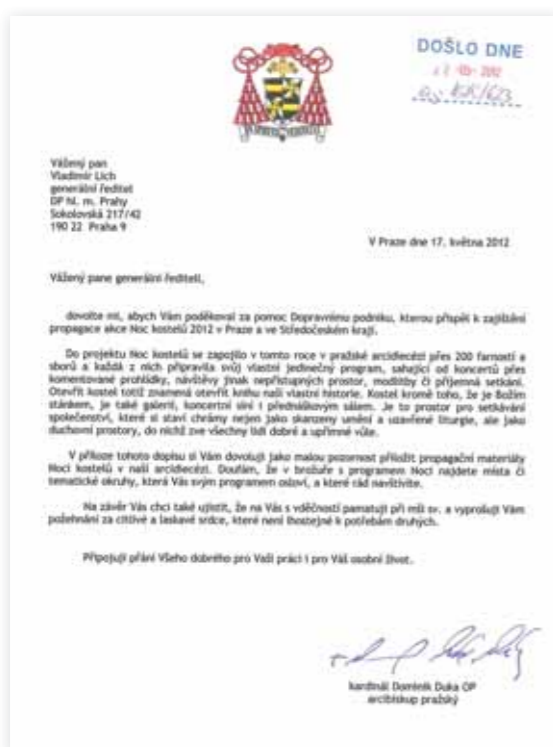 DOŠLO DNE
-05- 2012
Vážený pan
Vladimír Lich
generální ředitel
DP hl. m. Prahy
Sokolovská 217/42
190 22 Praha 9
V Praze dne 17. května 2012
Vážený pane generální řediteli,
dovolte mi, abych Vám poděkoval za pomoc Dopravnímu podniku, kterou přispěl k zajištění
propagace akce Noc kostelů 2012 v Praze a ve Středočeském kraji.
Do projektu Noc kostelů se zapojilo v tomto roce v pražské arcidiecézi přes 200 farností a
sborů a každá z nich připravila svůj vlastní jedinečný program, sahající od koncertů přes
komentované prohlídky, návštěvy jinak nepřístupných prostor, modlitby či příjemná setkání.
Otevřít kostel totiž znamená otevřít knihu naší vlastní historie. Kostel kromě toho, že je Božím
stánkem, je také galerií, koncertní síní i přednáškovým sálem. Je to prostor pro setkávání
společenství, které si staví chrámy nejen jako skanzeny umění a uzavřené liturgie, ale jako
duchovní prostory, do nichž zve všechny lidi dobré a upřímné vůle.
V příloze tohoto dopisu si Vám dovoluji jako malou pozornost přiložit propagační materiály
Noci kostelů v naší arcidiecézi. Doufám, že v brožuře s programem Noci najdete místa či
tematické okruhy, která Vás svým programem osloví, a které rád navštívíte.
Na závěr Vás chci také ujistit, že na Vás s vděčností pamatuji při mši sv. a vyprošuji Vám
požehnání za citlivé a laskavé srdce, které není lhostejné k potřebám druhých.
Připojuji přání Všeho dobrého pro Vaši práci i pro Váš osobní život.
kardinál Dominik Duka OP
arcibiskup pražský